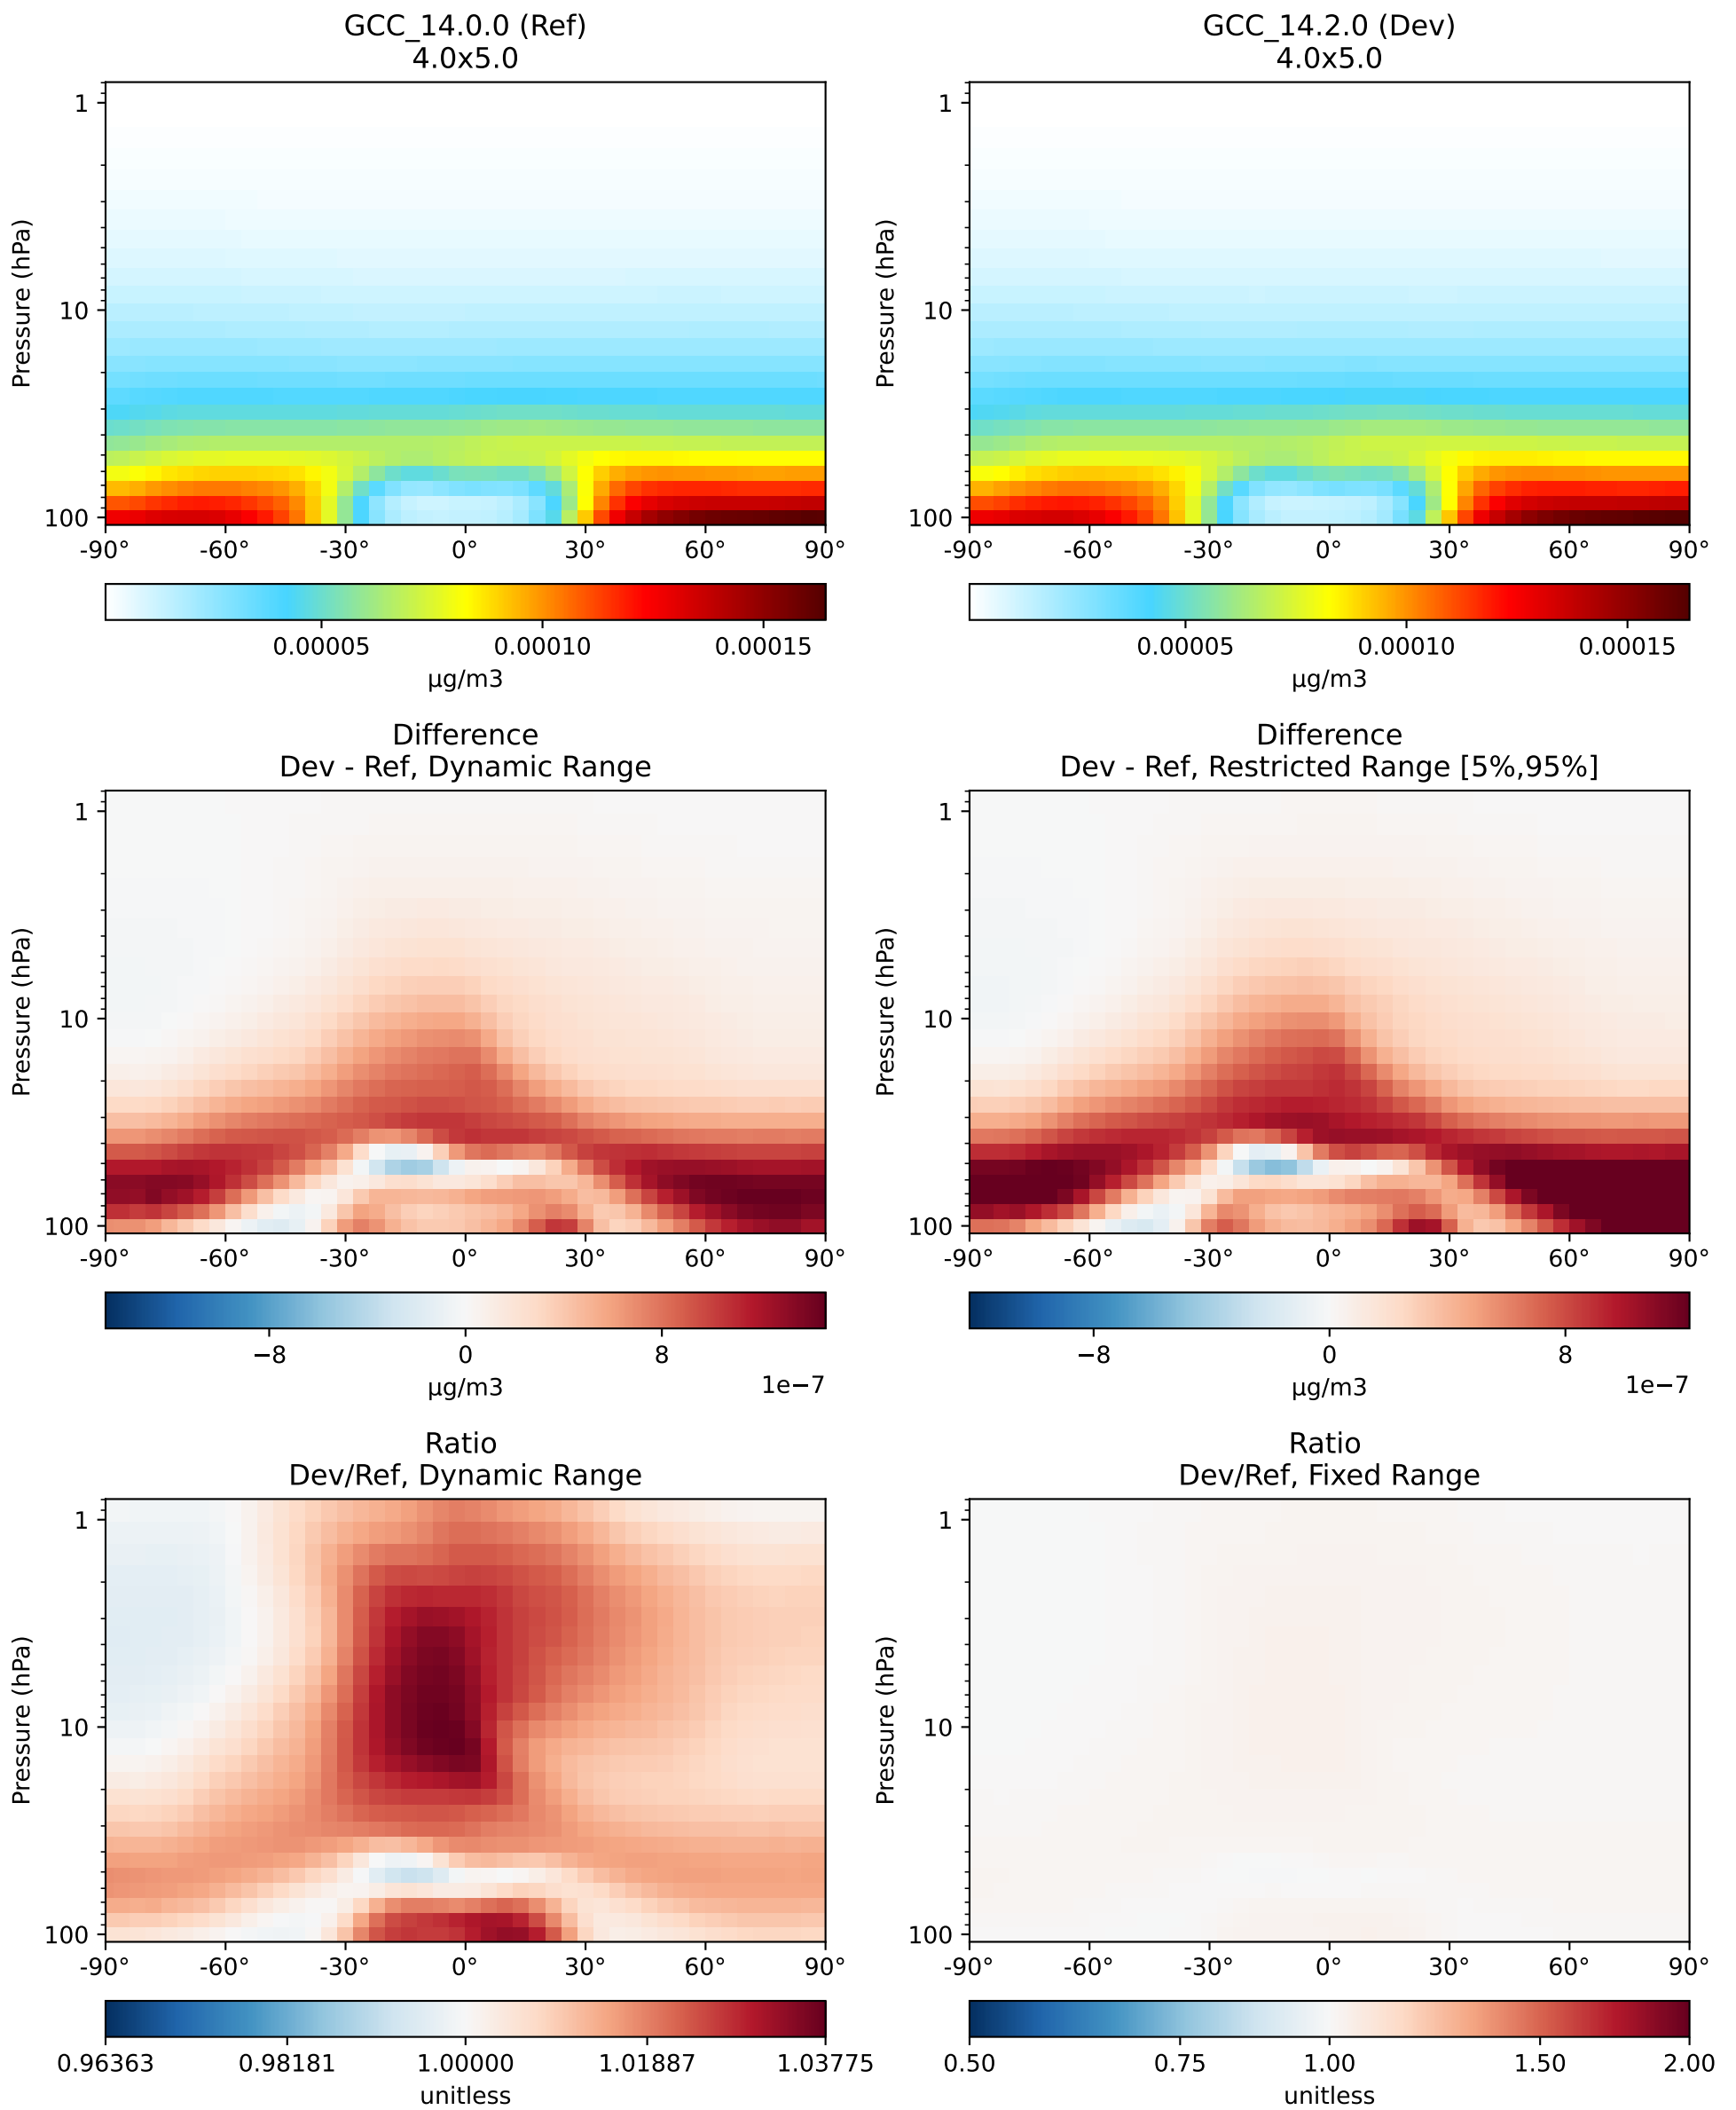 GCC_14.0.0 (Ref)
4.0x5.0
Pressure (hPa)
1
10
100
-90° -60° -30° 0° 30° 60° 90°
0.00005 0.00010 0.00015
μg/m3
GCC_14.2.0 (Dev)
4.0x5.0
Pressure (hPa)
1
10
100
-90° -60° -30° 0° 30° 60° 90°
0.00005 0.00010 0.00015
μg/m3
Difference
Dev - Ref, Dynamic Range
Pressure (hPa)
1
10
100
-90° -60° -30° 0° 30° 60° 90°
−8 0 8
μg/m3
1e−7
Difference
Dev - Ref, Restricted Range [5%,95%]
Pressure (hPa)
1
10
100
-90° -60° -30° 0° 30° 60° 90°
−8 0 8
μg/m3
1e−7
Ratio
Dev/Ref, Dynamic Range
Pressure (hPa)
1
10
100
-90° -60° -30° 0° 30° 60° 90°
0.96363 0.98181 1.00000 1.01887 1.03775
unitless
Ratio
Dev/Ref, Fixed Range
Pressure (hPa)
1
10
100
-90° -60° -30° 0° 30° 60° 90°
0.50 0.75 1.00 1.50 2.00
unitless